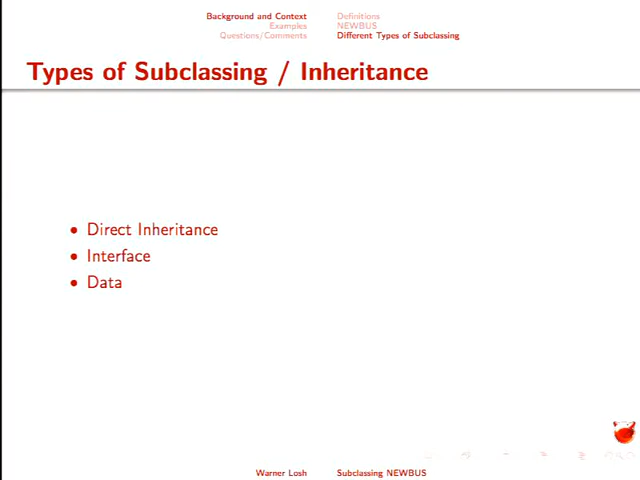 Background and Context
Examples
Questions/Comments
Definitions
NEWBUS
Different Types of Subclassing
Types of Subclassing / Inheritance
• Direct Inheritance
• Interface
• Data
Warner Losh Subclassing NEWBUS